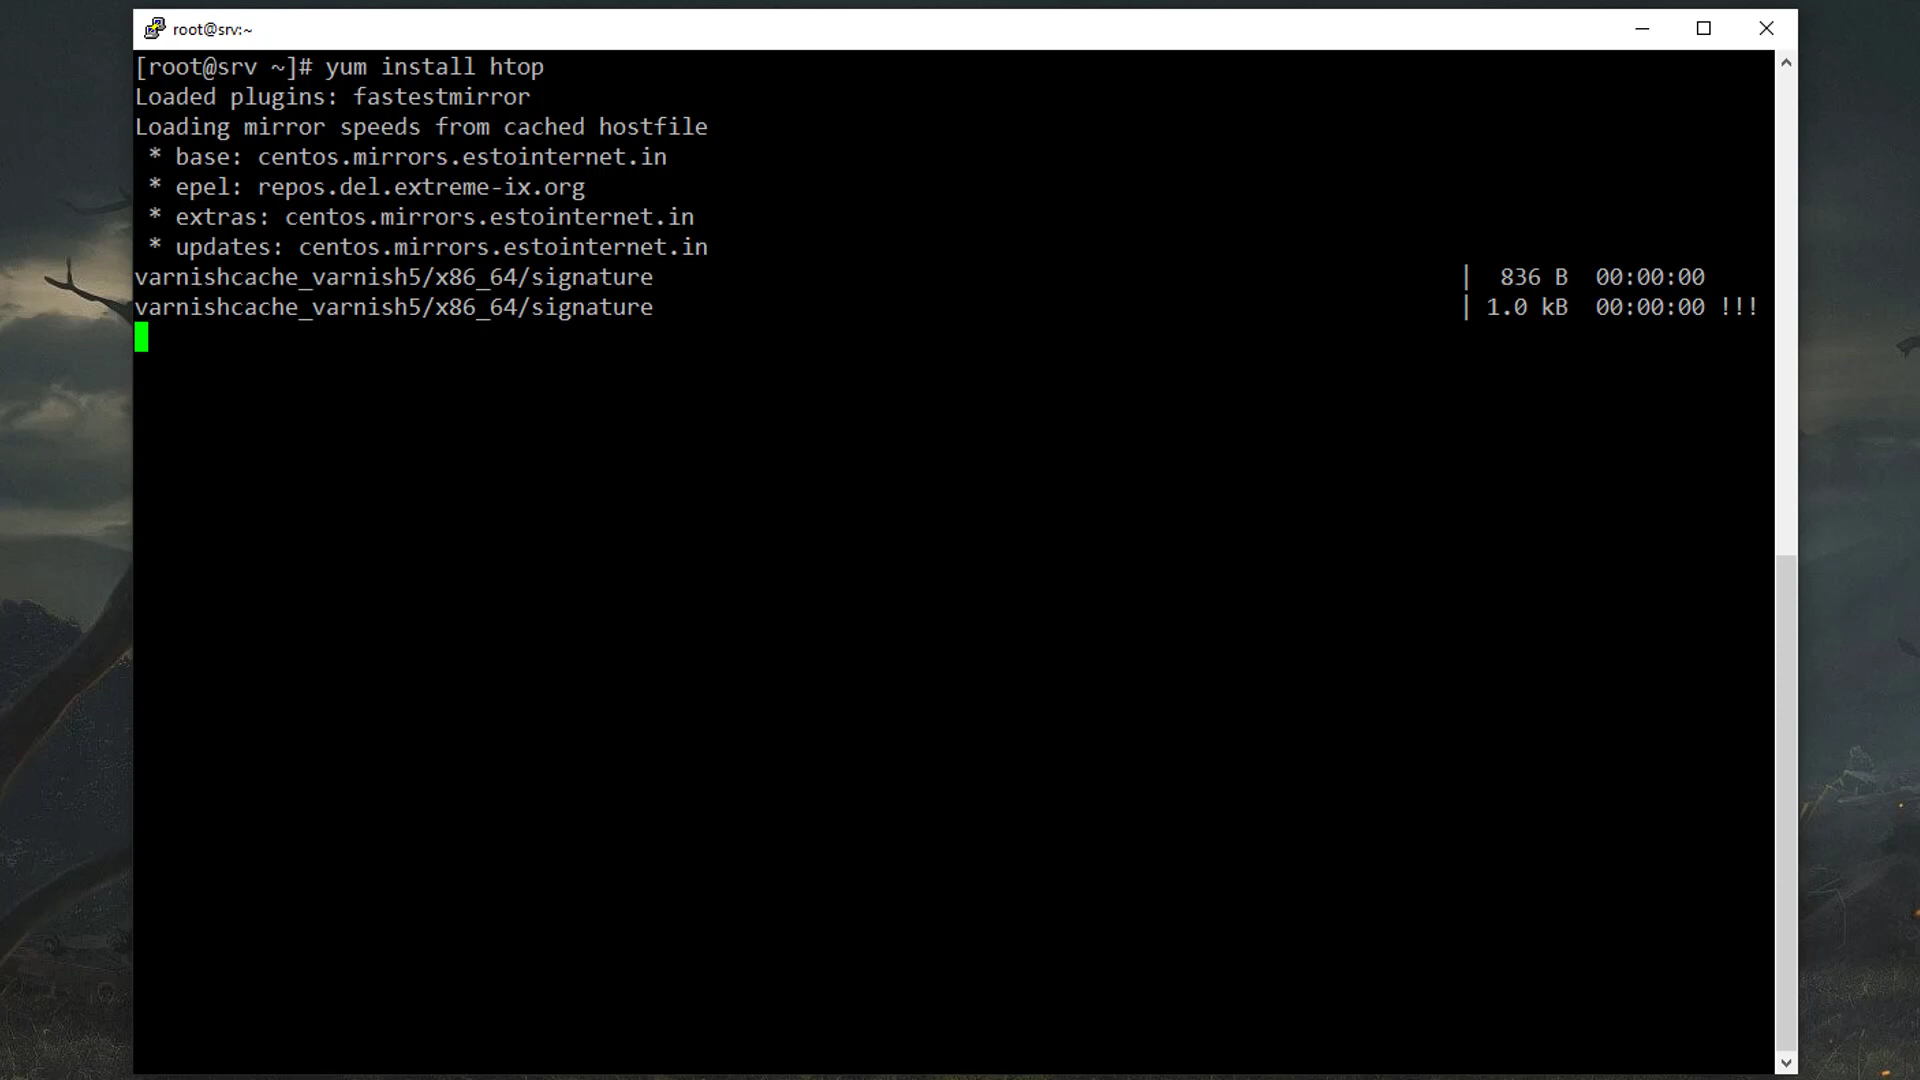 root@srv:~
[root@srv ~]# yum install htop
Loaded plugins: fastestmirror
Loading mirror speeds from cached hostfile
 * base: centos.mirrors.estointernet.in
 * epel: repos.del.extreme-ix.org
 * extras: centos.mirrors.estointernet.in
 * updates: centos.mirrors.estointernet.in
varnishcache_varnish5/x86_64/signature | 836 B 00:00:00
varnishcache_varnish5/x86_64/signature | 1.0 kB 00:00:00 !!!